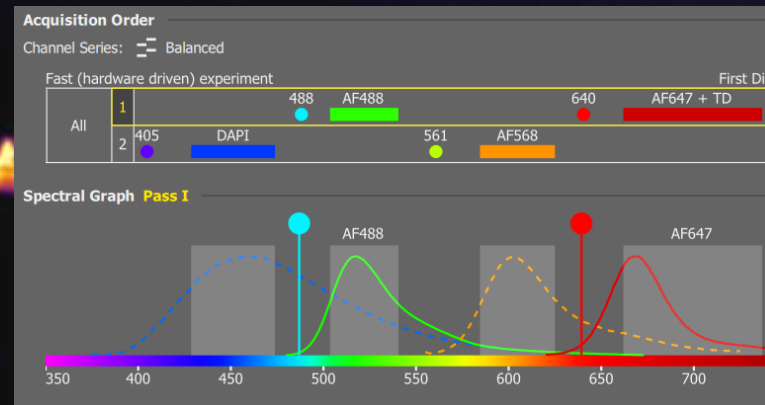 Acquisition Order
Channel Series: Balanced
Fast (hardware driven) experiment First Di
All
1
488 AF488 640 AF647 + TD
2
405 DAPI 561 AF568
Spectral Graph Pass I
AF488 AF647
350 400 450 500 550 600 650 700